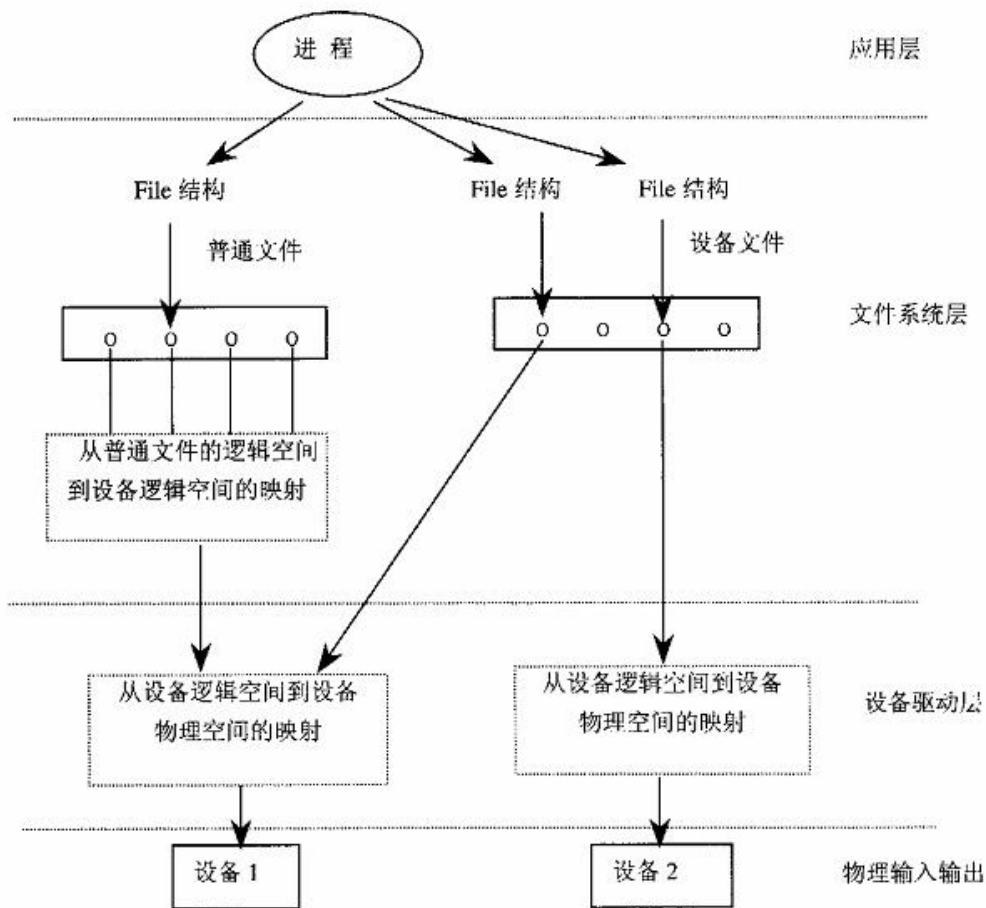 进 程
应用层
File 结构
File 结构
File 结构
普通文件
设备文件
文件系统层
O O O O
O O O O
从普通文件的逻辑空间
到设备逻辑空间的映射
从设备逻辑空间到设备
物理空间的映射
从设备逻辑空间到设备
物理空间的映射
设备驱动层
设备 1
设备 2
物理输入输出